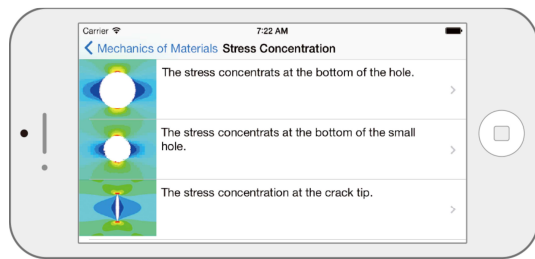 Carrier 7:22 AM
Mechanics of Materials Stress Concentration
The stress concentrats at the bottom of the hole.
The stress concentrats at the bottom of the small
hole.
The stress concentration at the crack tip.